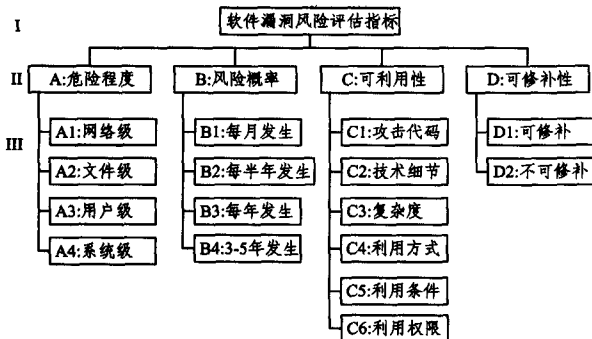 I
软件漏洞风险评估指标
II
A:危险程度
B:风险概率
C:可利用性
D:可修补性
III
A1:网络级
A2:文件级
A3:用户级
A4:系统级
B1:每月发生
B2:每半年发生
B3:每年发生
B4:3-5年发生
C1:攻击代码
C2:技术细节
C3:复杂度
C4:利用方式
C5:利用条件
C6:利用权限
D1:可修补
D2:不可修补